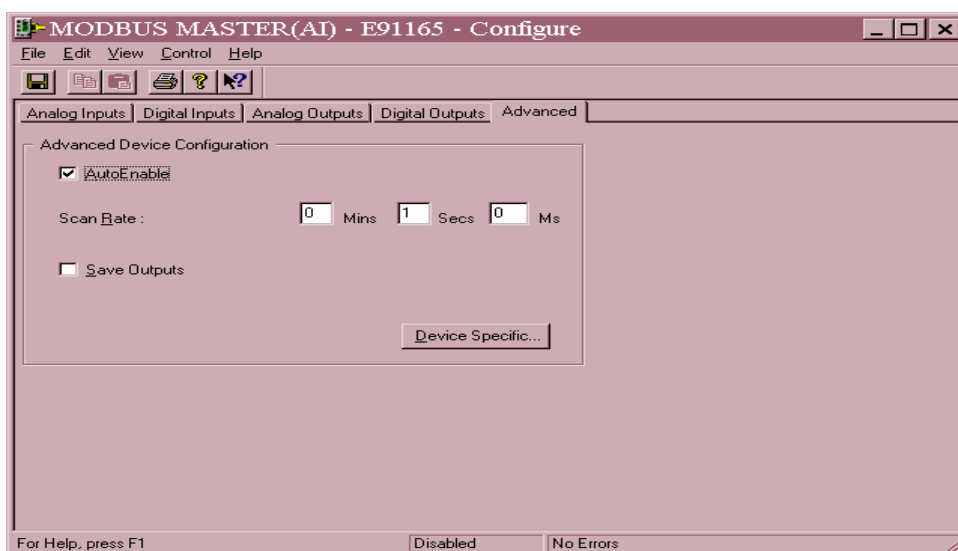 MODBUS MASTER(AI) - E91165 - Configure
File Edit View Control Help
Analog Inputs Digital Inputs Analog Outputs Digital Outputs Advanced
Advanced Device Configuration
AutoEnable
Scan Rate : 0 Mins 1 Secs 0 Ms
Save Outputs
Device Specific...
For Help, press F1 Disabled No Errors